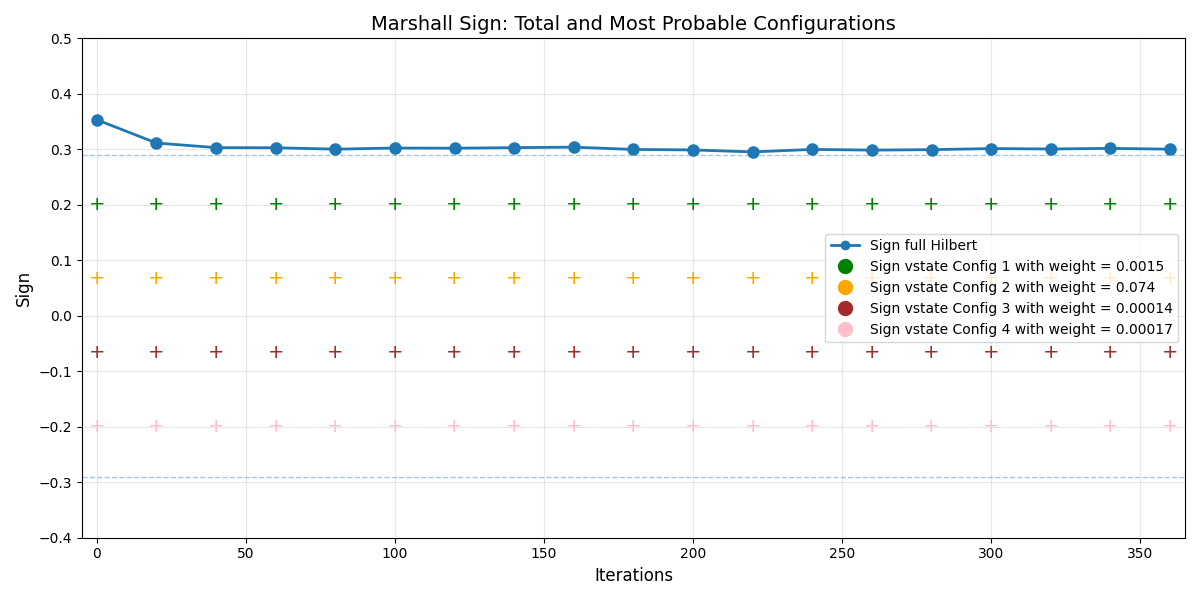 Marshall Sign: Total and Most Probable Configurations
0.5
0.4
0.3
0.2
0.1
0.0
−0.1
−0.2
−0.3
−0.4
Sign
Sign full Hilbert
Sign vstate Config 1 with weight = 0.0015
Sign vstate Config 2 with weight = 0.074
Sign vstate Config 3 with weight = 0.00014
Sign vstate Config 4 with weight = 0.00017
0 50 100 150 200 250 300 350
Iterations